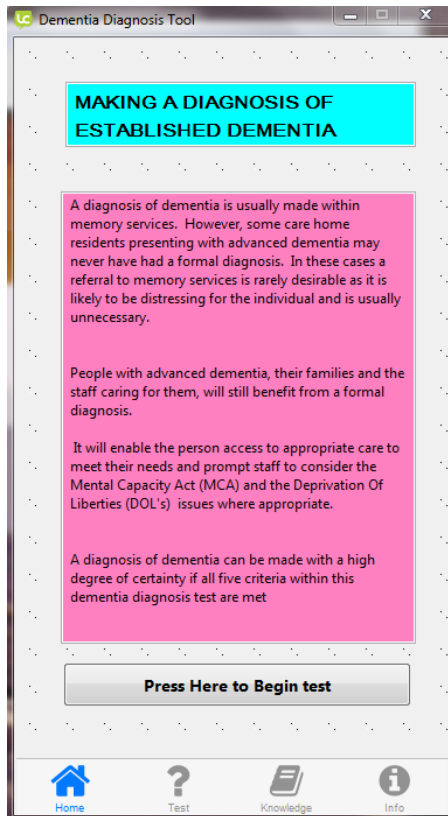 Dementia Diagnosis Tool
MAKING A DIAGNOSIS OF
ESTABLISHED DEMENTIA
A diagnosis of dementia is usually made within
memory services.  However, some care home
residents presenting with advanced dementia may
never have had a formal diagnosis.  In these cases a
referral to memory services is rarely desirable as it is
likely to be distressing for the individual and is usually
unnecessary.
People with advanced dementia, their families and the
staff caring for them, will still benefit from a formal
diagnosis.
It will enable the person access to appropriate care to
meet their needs and prompt staff to consider the
Mental Capacity Act (MCA) and the Deprivation Of
Liberties (DOL's)  issues where appropriate.
A diagnosis of dementia can be made with a high
degree of certainty if all five criteria within this
dementia diagnosis test are met
Press Here to Begin test
Home Test Knowledge Info